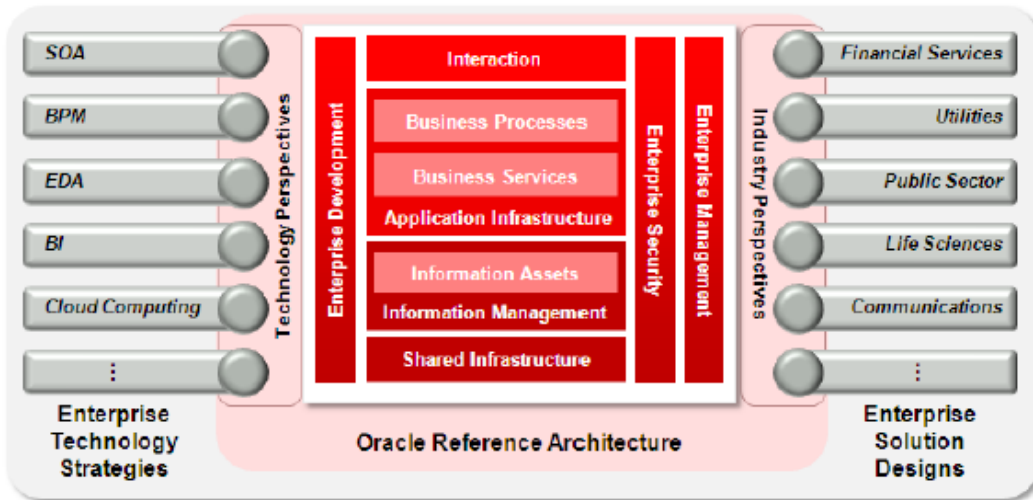 SOA
BPM
EDA
BI
Cloud Computing
⋮
Enterprise
Technology
Strategies
Technology Perspectives
Enterprise Development
Interaction
Business Processes
Business Services
Application Infrastructure
Information Assets
Information Management
Shared Infrastructure
Enterprise Security
Enterprise Management
Oracle Reference Architecture
Industry Perspectives
Financial Services
Utilities
Public Sector
Life Sciences
Communications
⋮
Enterprise
Solution
Designs